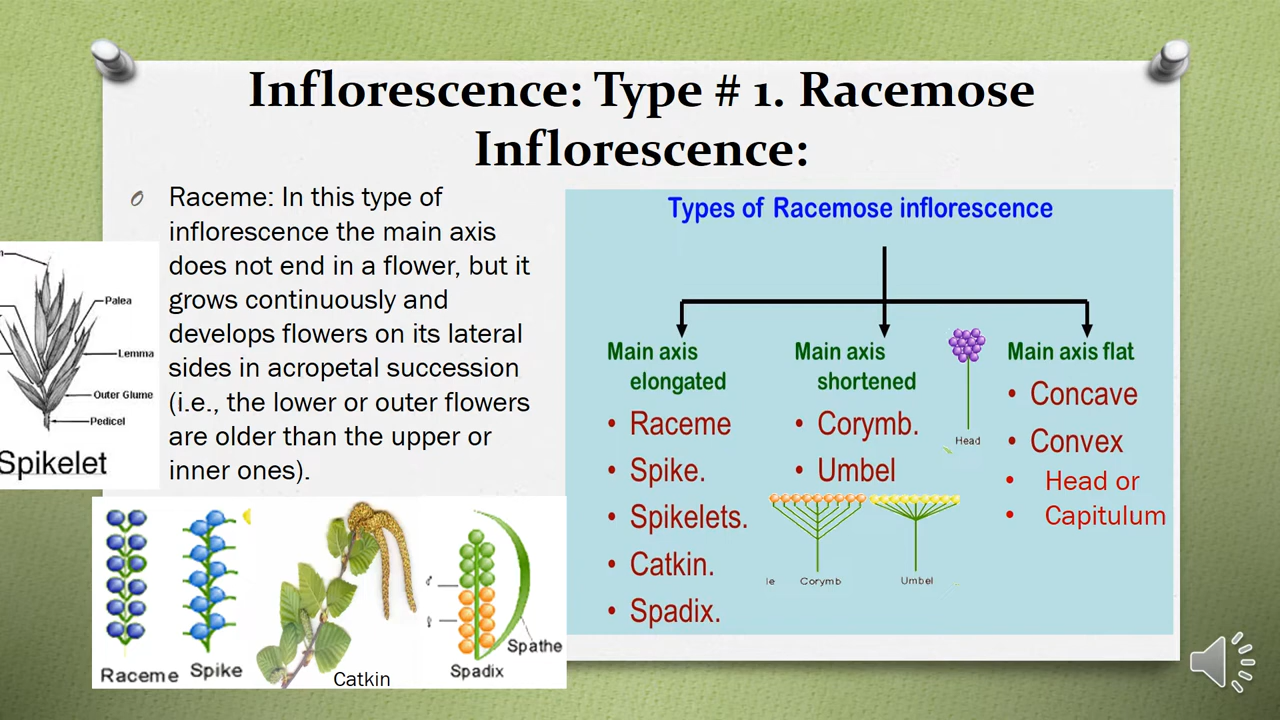 Inflorescence: Type # 1. Racemose
Inflorescence:
Raceme: In this type of
inflorescence the main axis
does not end in a flower, but it
grows continuously and
develops flowers on its lateral
sides in acropetal succession
(i.e., the lower or outer flowers
are older than the upper or
inner ones).
Palea
Lemma
Outer Glume
Pedicel
Spikelet
Raceme
Spike
Catkin
Spadix
Spathe
Types of Racemose inflorescence
Main axis
elongated
• Raceme
• Spike.
• Spikelets.
• Catkin.
• Spadix.
Main axis
shortened
• Corymb.
• Umbel
le
Corymb
Umbel
Head
Main axis flat
• Concave
• Convex
• Head or
• Capitulum